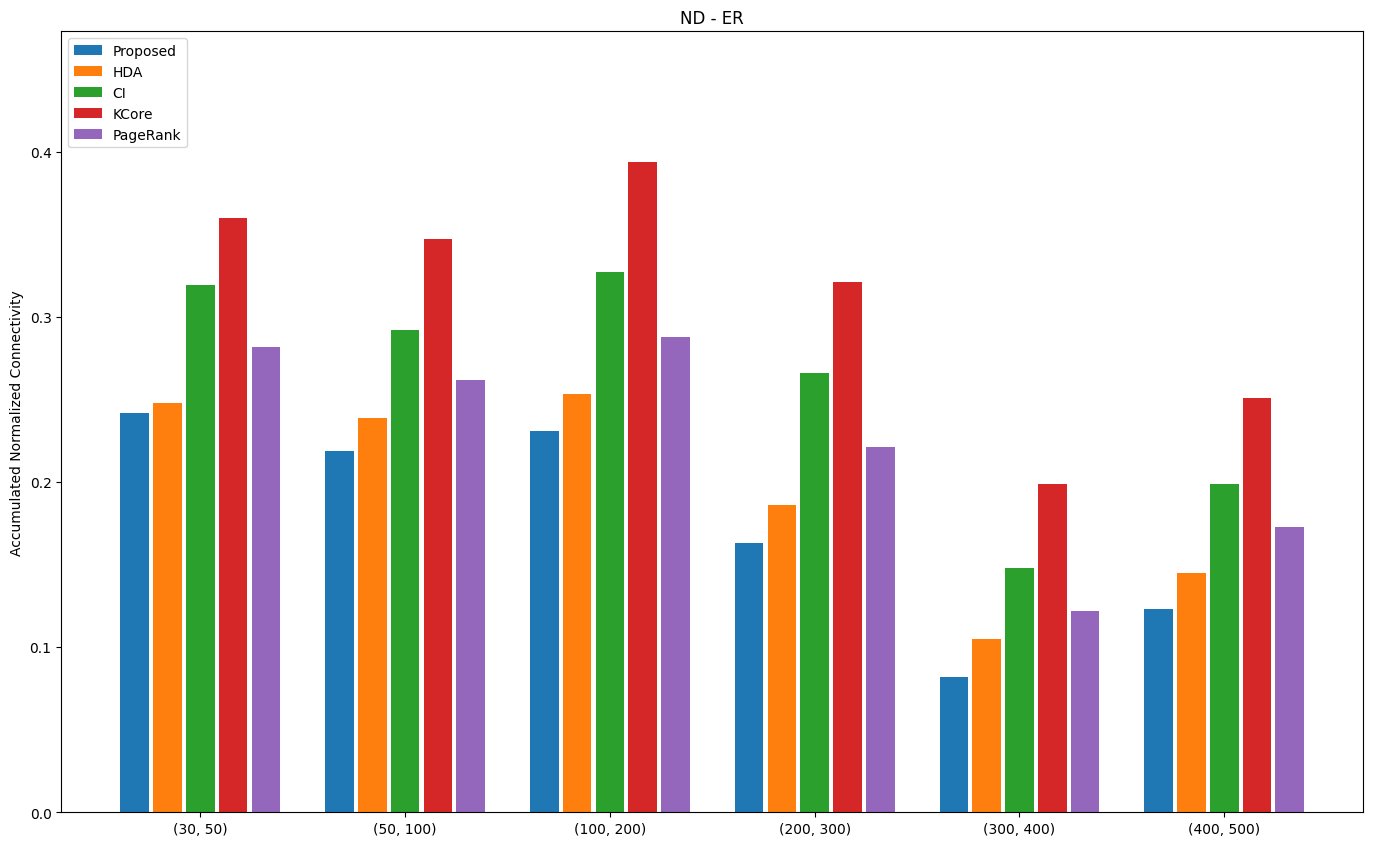 ND - ER
Proposed
HDA
CI
KCore
PageRank
Accumulated Normalized Connectivity
0.4
0.3
0.2
0.1
0.0
(30, 50)
(50, 100)
(100, 200)
(200, 300)
(300, 400)
(400, 500)